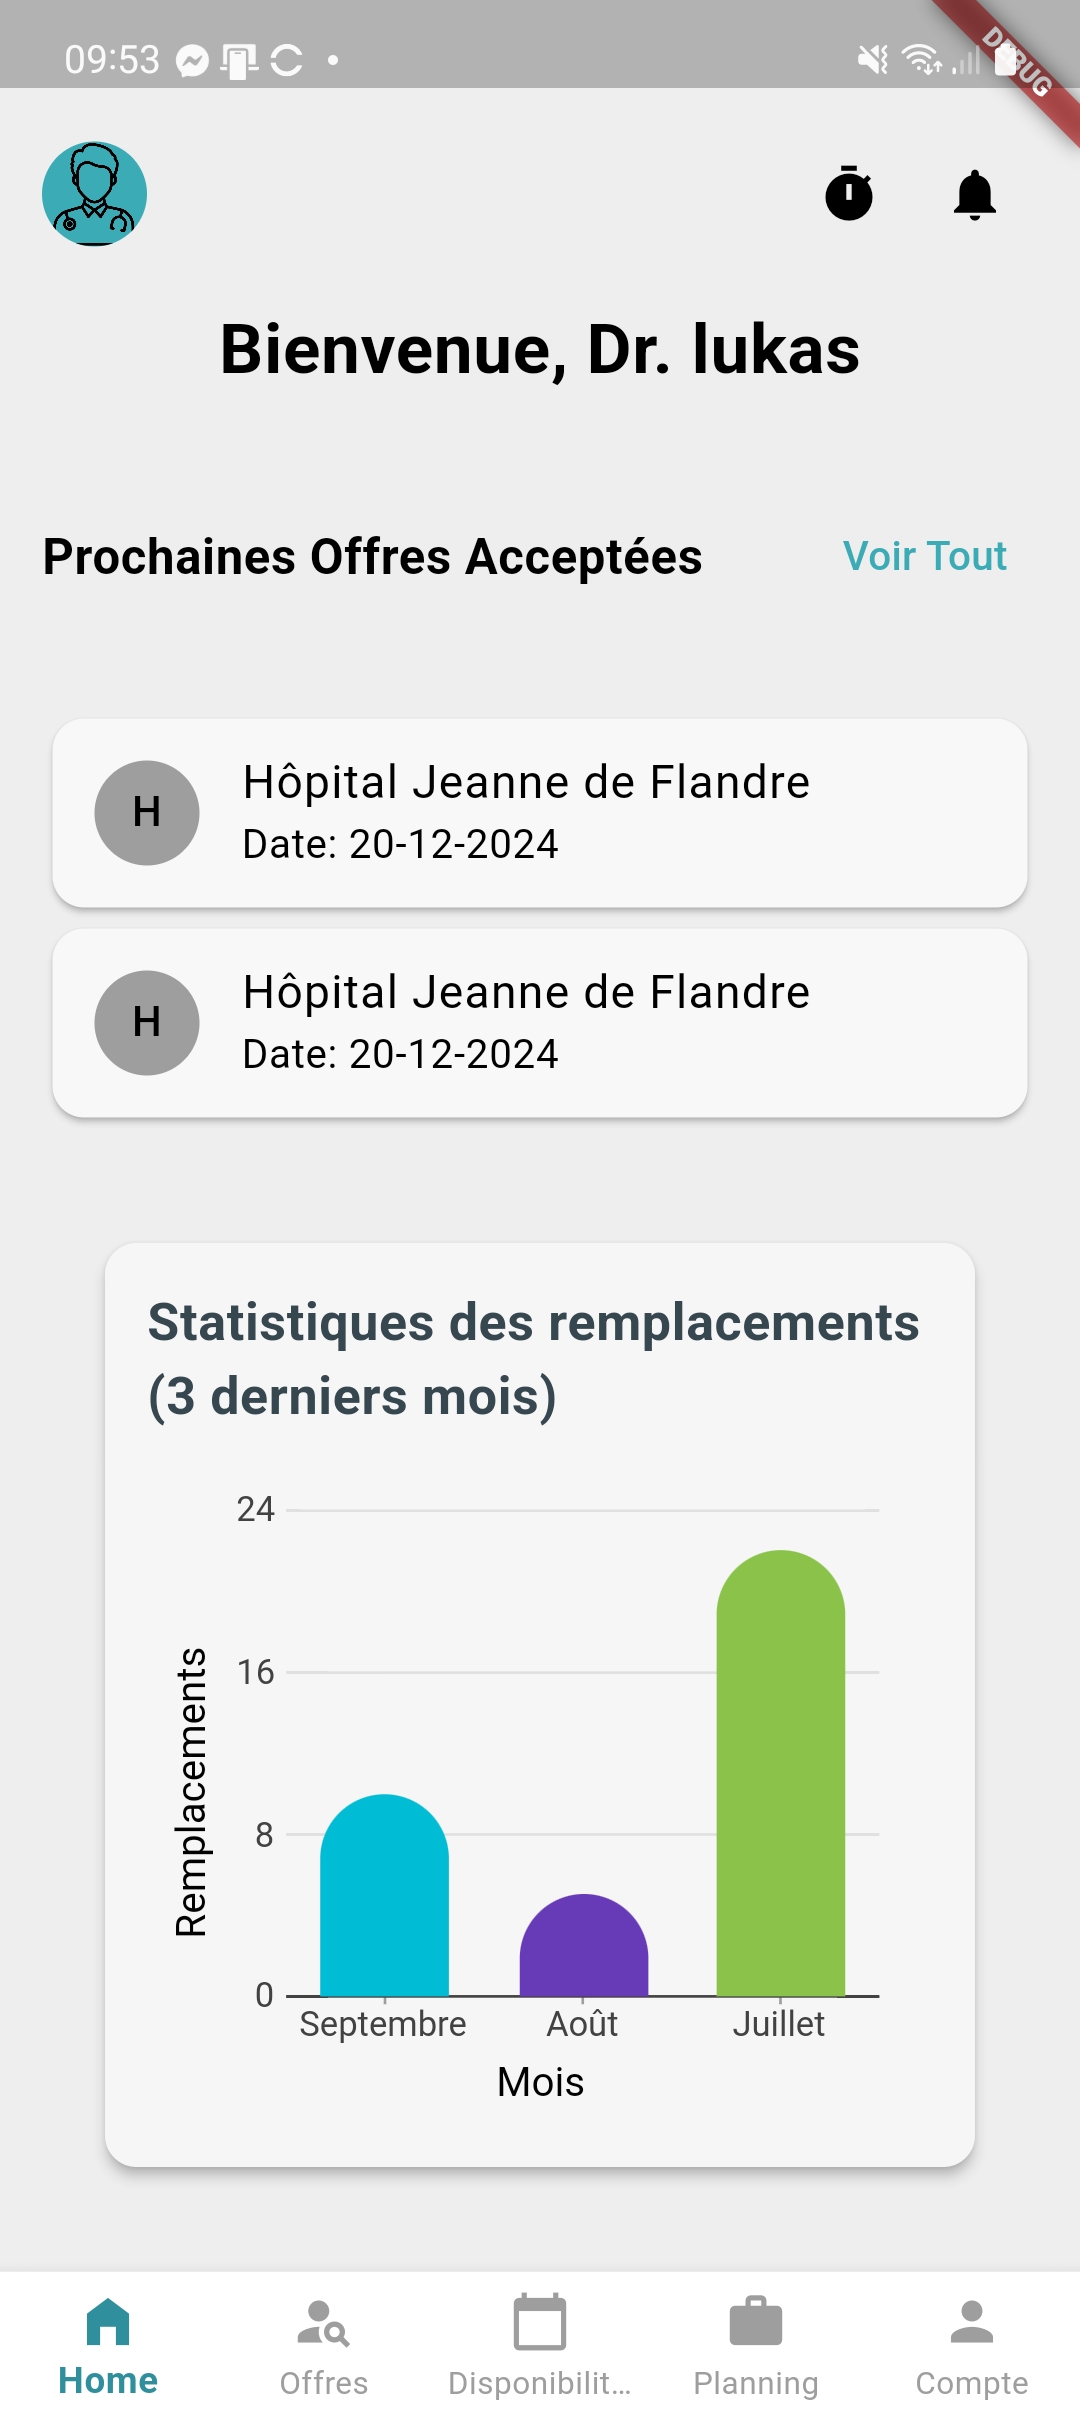 09:53
DEBUG
Bienvenue, Dr. lukas
Prochaines Offres Acceptées
Voir Tout
H
Hôpital Jeanne de Flandre
Date: 20-12-2024
H
Hôpital Jeanne de Flandre
Date: 20-12-2024
Statistiques des remplacements
(3 derniers mois)
24
16
8
0
Remplacements
Septembre
Août
Juillet
Mois
Home
Offres
Disponibilit...
Planning
Compte